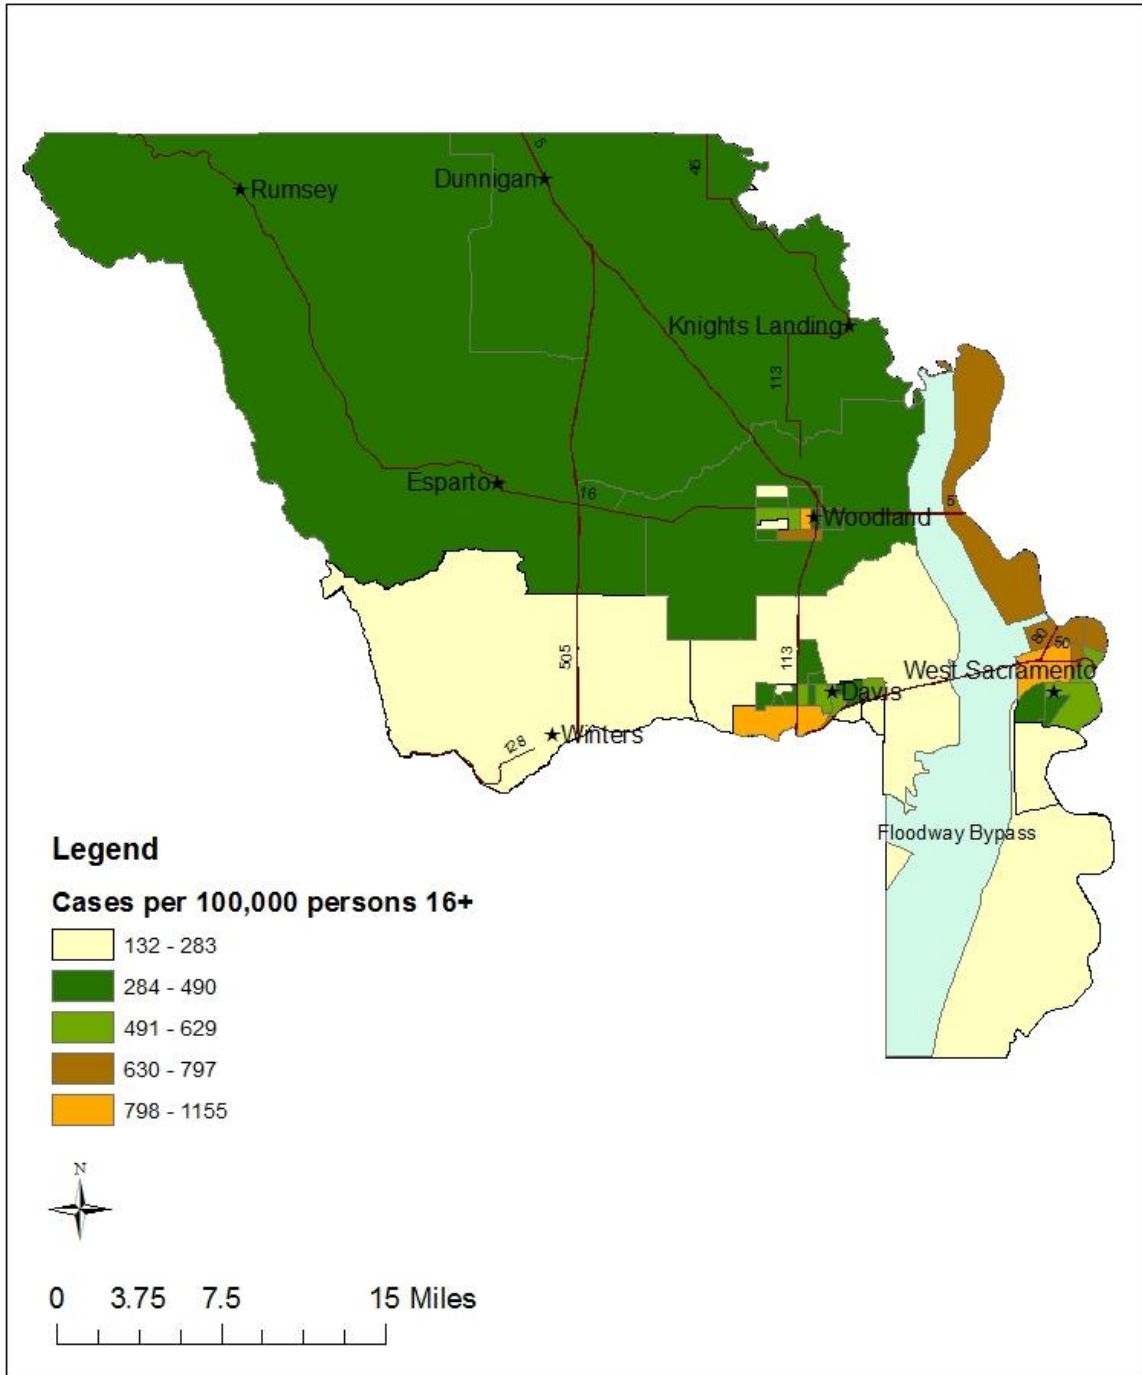 5
45
Rumsey
Dunnigan
Knights Landing
113
Esparto
16
Woodland
5
505
113
80
50
West Sacramento
Davis
Winters
128
Floodway Bypass
Legend
Cases per 100,000 persons 16+
132 - 283
284 - 490
491 - 629
630 - 797
798 - 1155
N
0 3.75 7.5 15 Miles